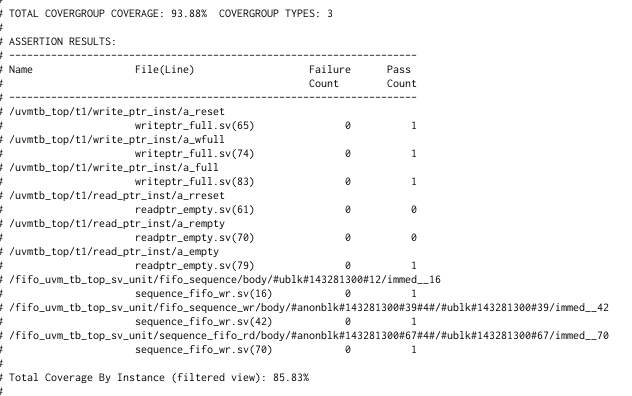 #
# TOTAL COVERGROUP COVERAGE: 93.88%  COVERGROUP TYPES: 3
#
# ASSERTION RESULTS:
# --------------------------------------------------------------------
# Name                 File(Line)                   Failure      Pass
#                                                   Count        Count
# --------------------------------------------------------------------
# /uvmtb_top/t1/write_ptr_inst/a_reset
#                      writeptr_full.sv(65)               0          1
# /uvmtb_top/t1/write_ptr_inst/a_wfull
#                      writeptr_full.sv(74)               0          1
# /uvmtb_top/t1/write_ptr_inst/a_full
#                      writeptr_full.sv(83)               0          1
# /uvmtb_top/t1/read_ptr_inst/a_rreset
#                      readptr_empty.sv(61)               0          0
# /uvmtb_top/t1/read_ptr_inst/a_rempty
#                      readptr_empty.sv(70)               0          0
# /uvmtb_top/t1/read_ptr_inst/a_empty
#                      readptr_empty.sv(79)               0          1
# /fifo_uvm_tb_top_sv_unit/fifo_sequence/body/#ublk#143281300#12/immed__16
#                      sequence_fifo_wr.sv(16)            0          1
# /fifo_uvm_tb_top_sv_unit/sequence_fifo_wr/body/#anonblk#143281300#39#4#/#ublk#143281300#39/immed__42
#                      sequence_fifo_wr.sv(42)            0          1
# /fifo_uvm_tb_top_sv_unit/sequence_fifo_rd/body/#anonblk#143281300#67#4#/#ublk#143281300#67/immed__70
#                      sequence_fifo_wr.sv(70)            0          1
#
# Total Coverage By Instance (filtered view): 85.83%
#